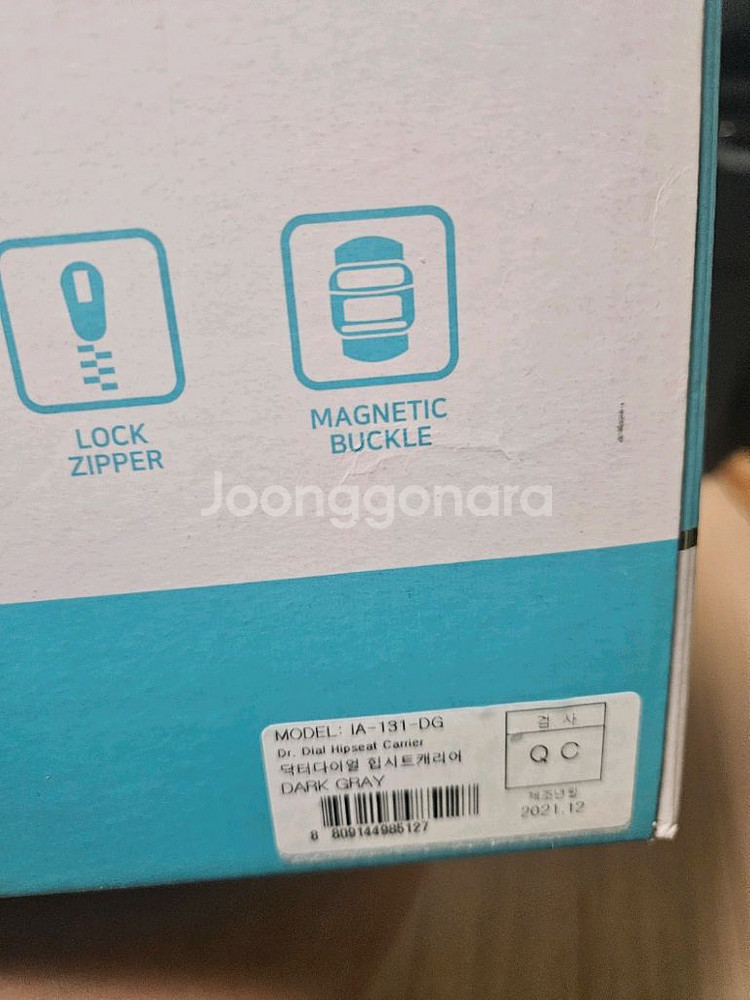 LOCK
ZIPPER
MAGNETIC
BUCKLE
Joonggonara
MODEL: IA-131-DG
Dr. Dial Hipseat Carrier
닥터다이얼 힙시트캐리어
DARK GRAY
8 809144985127
검 사
Q C
제조년월
2021.12